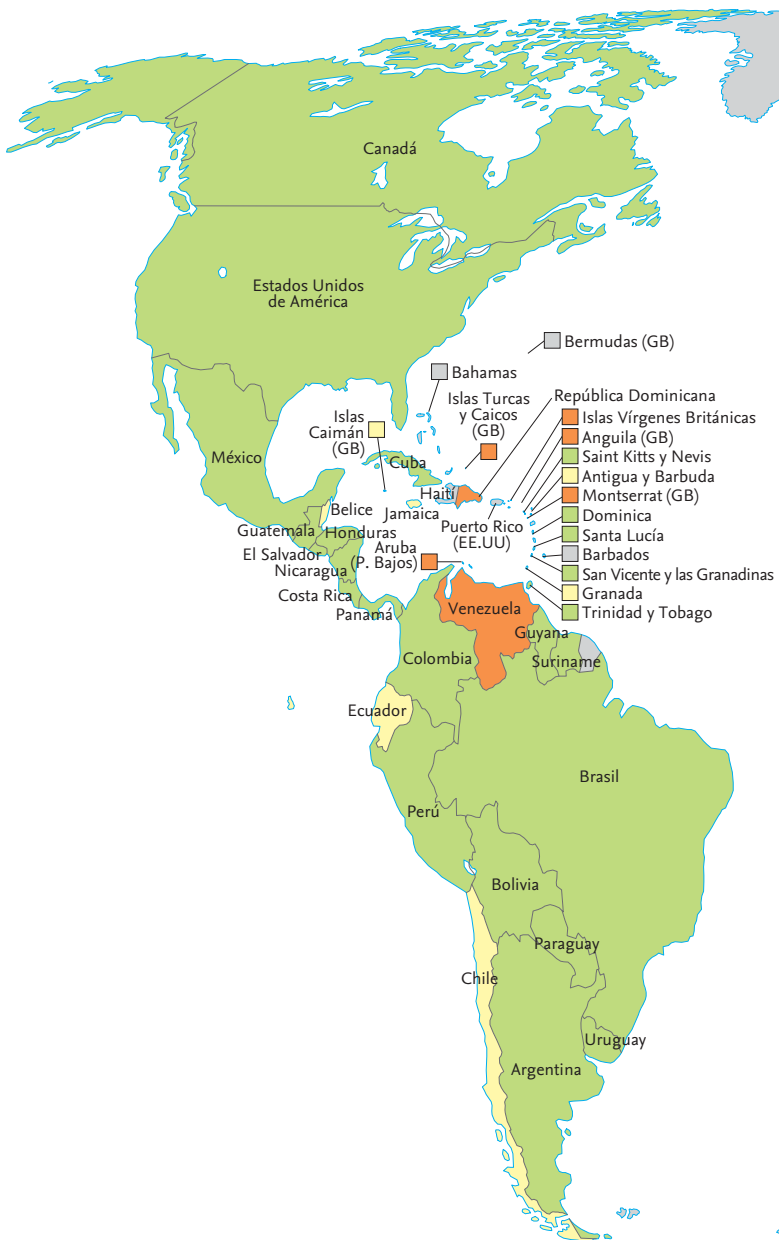 Canadá
Estados Unidos
de América
Bermudas (GB)
Bahamas
Islas Turcas
y Caicos
(GB)
República Dominicana
Islas Vírgenes Británicas
Anguila (GB)
Saint Kitts y Nevis
Antigua y Barbuda
Montserrat (GB)
Dominica
Santa Lucía
Barbados
San Vicente y las Granadinas
Granada
Trinidad y Tobago
Islas
Caimán
(GB)
México
Cuba
Haití
Jamaica
Puerto Rico
(EE.UU)
Belice
Guatemala
Honduras
El Salvador
Nicaragua
Aruba
(P. Bajos)
Costa Rica
Panamá
Venezuela
Guyana
Suriname
Colombia
Ecuador
Brasil
Perú
Bolivia
Paraguay
Chile
Uruguay
Argentina